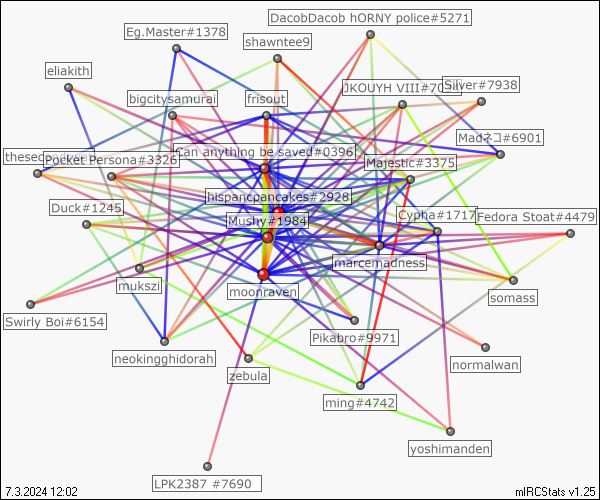 DacobDacob hORNY police#5271
Eg.Master#1378
shawntee9
eliakith
JKOUYH VIII#70
Silver#7938
bigcitysamurai
frisout
Madネコ#6901
Can anything be saved#0396
Pocket Persona#3326
Majestic#3375
hispanicpancakes#2928
Duck#1245
Mushy#1984
Cypha#1717
Fedora Stoat#4479
marcemadness
mukszi
moonraven
somass
Swirly Boi#6154
Pikabro#9971
neokingghidorah
normalwan
zebula
ming#4742
yoshimanden
LPK2387 #7690
7.3.2024 12:02
mIRCStats v1.25